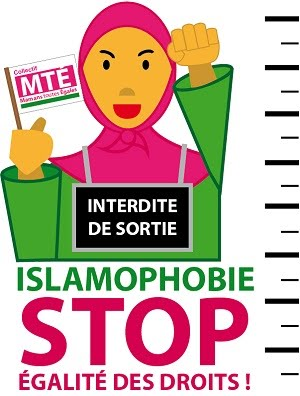 Collectif
MTÉ
Mamans toutes Égales
INTERDITE
DE SORTIE
ISLAMOPHOBIE
STOP
ÉGALITÉ DES DROITS !